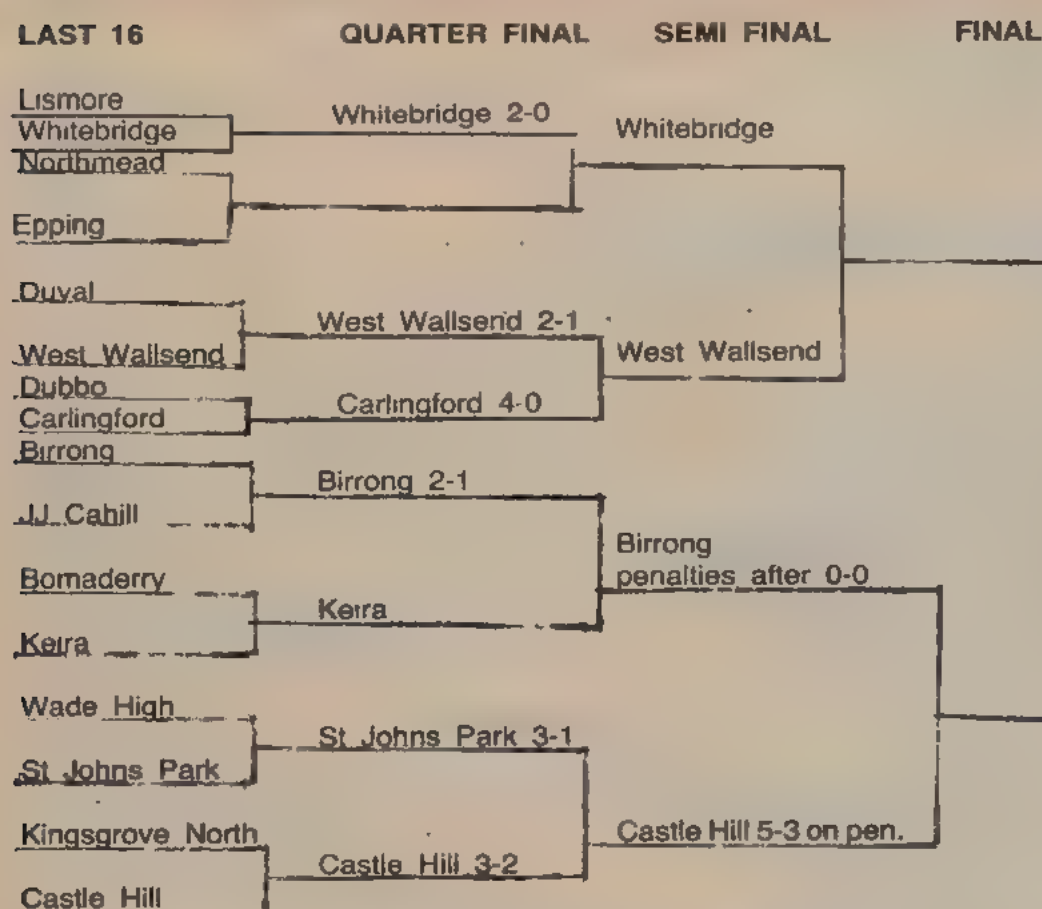 LAST 16 QUARTER FINAL SEMI FINAL FINAL
Lismore
Whitebridge
Northmead
Epping
Duval
West Wallsend
Dubbo
Carlingford
Birrong
JJ Cahill
Bomaderry
Keira
Wade High
St Johns Park
Kingsgrove North
Castle Hill
Whitebridge 2-0
West Wallsend 2-1
Carlingford 4-0
Birrong 2-1
Keira
St Johns Park 3-1
Castle Hill 3-2
Whitebridge
West Wallsend
Birrong
penalties after 0-0
Castle Hill 5-3 on pen.